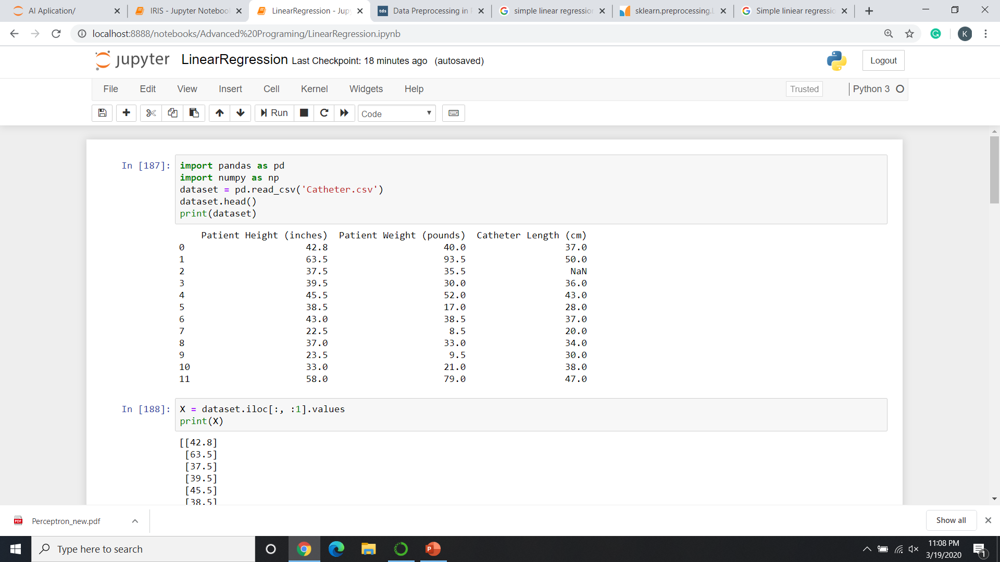 AI Aplication/
IRIS - Jupyter Notebook
LinearRegression - Jup
tds Data Preprocessing in
simple linear regression
sklearn.preprocessing.
Simple liniear regressio
localhost:8888/notebooks/Advanced%20Programing/LinearRegression.ipynb
K
jupyter LinearRegression Last Checkpoint: 18 minutes ago (autosaved)
Logout
File Edit View Insert Cell Kernel Widgets Help
Trusted
Python 3
Run
Code
In [187]: import pandas as pd
import numpy as np
dataset = pd.read_csv('Catheter.csv')
dataset.head()
print(dataset)
Patient Height (inches) Patient Weight (pounds) Catheter Length (cm)
0 42.8 40.0 37.0
1 63.5 93.5 50.0
2 37.5 35.5 NaN
3 39.5 30.0 36.0
4 45.5 52.0 43.0
5 38.5 17.0 28.0
6 43.0 38.5 37.0
7 22.5 8.5 20.0
8 37.0 33.0 34.0
9 23.5 9.5 30.0
10 33.0 21.0 38.0
11 58.0 79.0 47.0
In [188]: X = dataset.iloc[:, :1].values
print(X)
[[42.8]
[63.5]
[37.5]
[39.5]
[45.5]
[38.5]
PDF Perceptron_new.pdf
Show all
Type here to search
11:08 PM
3/19/2020
1